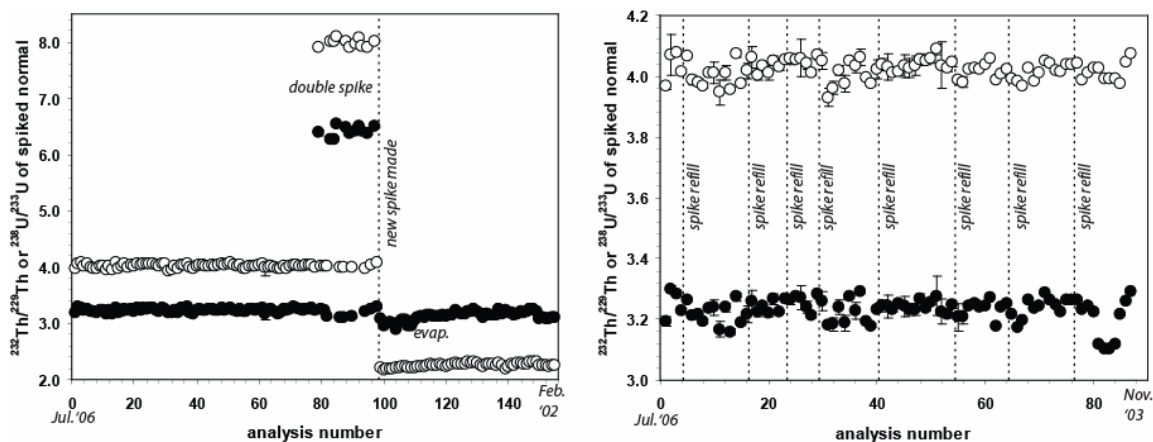 ²³²Th/²²⁹Th or ²³⁸U/²³³U of spiked normal
8.0
7.0
6.0
5.0
4.0
3.0
2.0
double spike
new spike made
evap.
0
20
40
60
80
100
120
140
Jul.‘06
Feb.
‘02
analysis number
²³²Th/²²⁹Th or ²³⁸U/²³³U of spiked normal
4.2
4.0
3.8
3.6
3.4
3.2
3.0
spike refill
spike refill
spike refill
spike refill
spike refill
spike refill
spike refill
spike refill
0
20
40
60
80
Jul.‘06
Nov.
‘03
analysis number